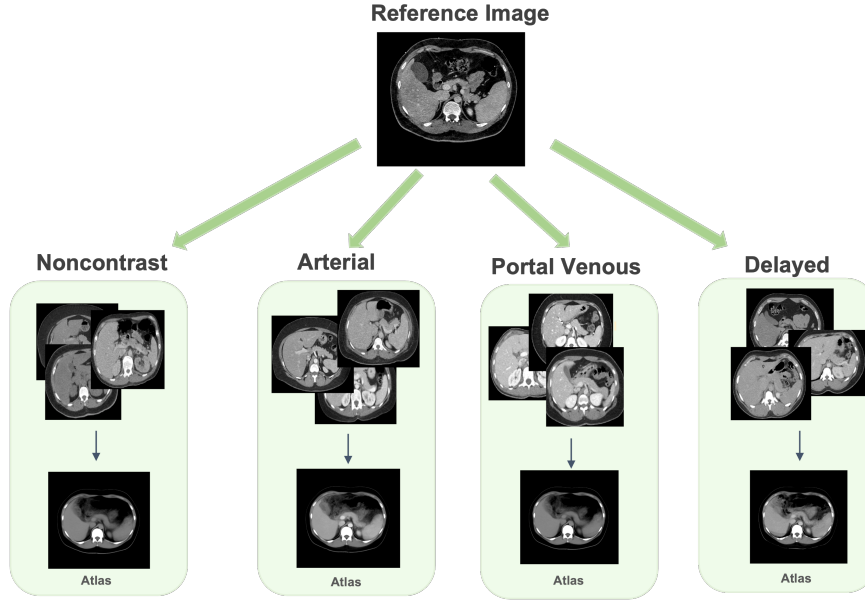 Reference Image
Noncontrast
Arterial
Portal Venous
Delayed
Atlas
Atlas
Atlas
Atlas